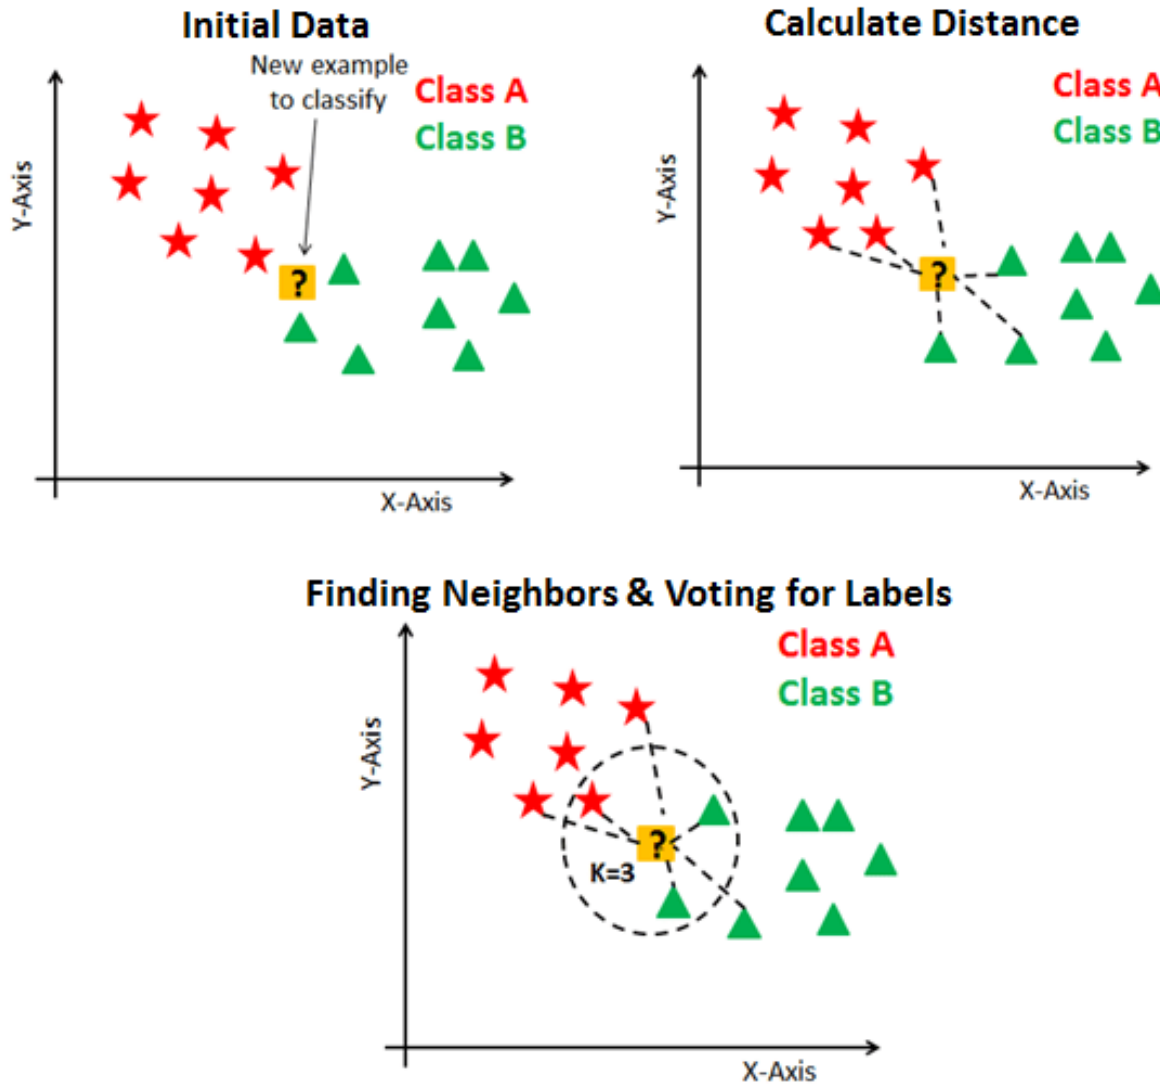 Initial Data
New example
to classify
Class A
Class B
Y-Axis
?
X-Axis
Calculate Distance
Class A
Class B
Y-Axis
?
X-Axis
Finding Neighbors & Voting for Labels
Class A
Class B
Y-Axis
?
K=3
X-Axis